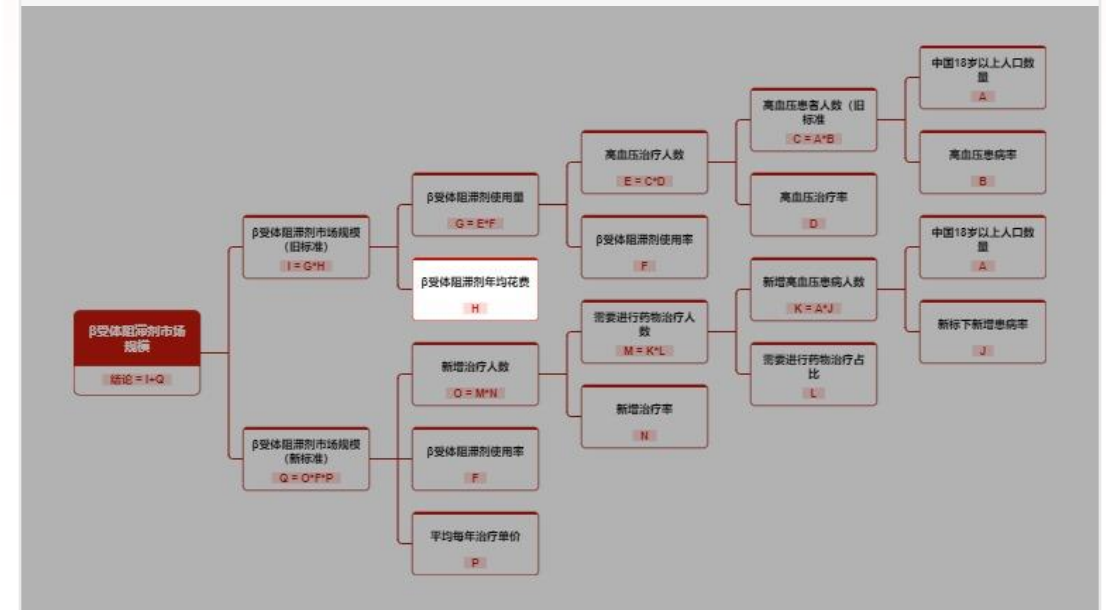 β受体阻滞剂市场
规模
结论 = I+Q
β受体阻滞剂市场规模
（旧标准）
I = G*H
β受体阻滞剂使用量
G = E*F
高血压治疗人数
E = C*D
高血压患者人数（旧
标准
C = A*B
中国18岁以上人口数
量
A
高血压患病率
B
高血压治疗率
D
β受体阻滞剂使用率
F
β受体阻滞剂年均花费
H
β受体阻滞剂市场规模
（新标准）
Q = O*F*P
新增治疗人数
O = M*N
需要进行药物治疗人
数
M = K*L
新增高血压患病人数
K = A*J
中国18岁以上人口数
量
A
新标下新增患病率
J
需要进行药物治疗占
比
L
新增治疗率
N
β受体阻滞剂使用率
F
平均每年治疗单价
P